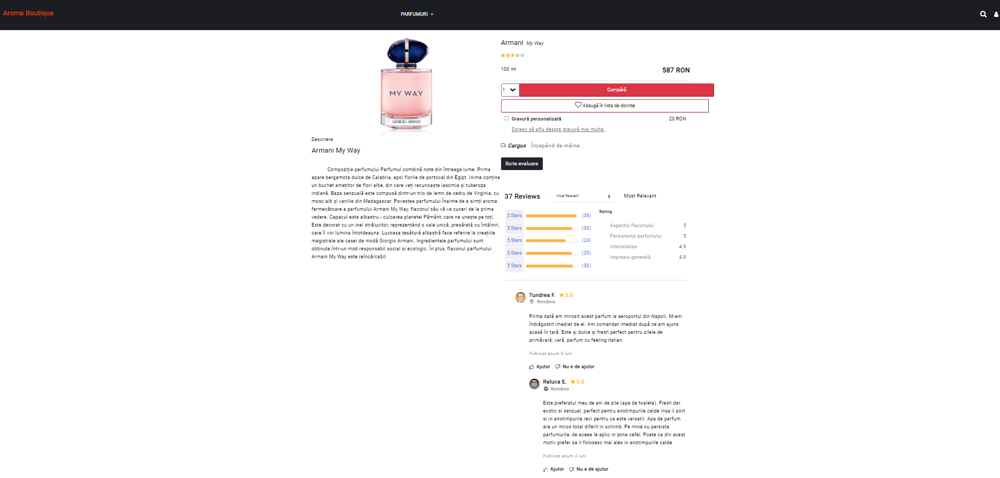 Aroma Boutique
PARFUMURI
MY WAY
GIORGIO ARMANI
Descriere
Armani My Way
Compoziția parfumului Parfumul combină note din întreaga lume. Prima
apare bergamota dulce de Calabria, apoi florile de portocal din Egipt. Inima conține
un buchet amețitor de flori albe, din care veți recunoaște iasomia și tuberoza
indiană. Baza senzuală este compusă dintr-un trio de lemn de cedru de Virginia, cu
mosc alb și vanilie din Madagascar. Povestea parfumului Înainte de a simți aroma
fermecătoare a parfumului Armani My Way, flaconul său vă va cuceri de la prima
vedere. Capacul este albastru - culoarea planetei Pământ, care ne unește pe toți.
Este decorat cu un inel strălucitor, reprezentând o cale unică, presărată cu întâlniri,
care îl vor lumina întotdeauna. Luxoasa țesătură albastră face referire la creațiile
magistrale ale casei de modă Giorgio Armani. Ingredientele parfumului sunt
obținute într-un mod responsabil social și ecologic. În plus, flaconul parfumului
Armani My Way este reîncărcabil.
Armani My Way
100 ml 587 RON
1 Cumpără
Adaugă în lista de dorințe
Gravură personalizată 20 RON
Doresc să aflu despre gravură mai multe.
Cargus Începând de mâine.
Scrie evaluare
37 Reviews Most Relevant Most Relevant
5 Stars (36)
5 Stars (30)
5 Stars (24)
5 Stars (29)
5 Stars (30)
Rating
Aspectul flaconului 5
Persistența parfumului 5
Intensitatea 4.9
Impresia generală 4.9
Tundrea F. 5.0
România
Prima dată am mirosit acest parfum la aeroportul din Napoli. M-am
îndrăgostit imediat de el. Am comandat imediat după ce am ajuns
acasă în țară. Este și dulce și fresh perfect pentru zilele de
primăvară, vară, parfum cu feeling italian.
Publicat acum 5 luni
Ajutor Nu e de ajutor
Raluca E. 5.0
România
Este preferatul meu de ani de zile (apa de toaleta). Fresh dar
exotic si senzual, perfect pentru anotimpurile calde insa il port
si in anotimpurile reci pentru ca este versatil. Apa de parfum
are un miros total diferit in schimb. Pe mine nu persista
parfumurile, de aceea le aplic in zona cefei. Poate ca din acest
motiv prefer sa il folosesc mai ales in anotimpurile calde
Publicat acum 4 luni
Ajutor Nu e de ajutor